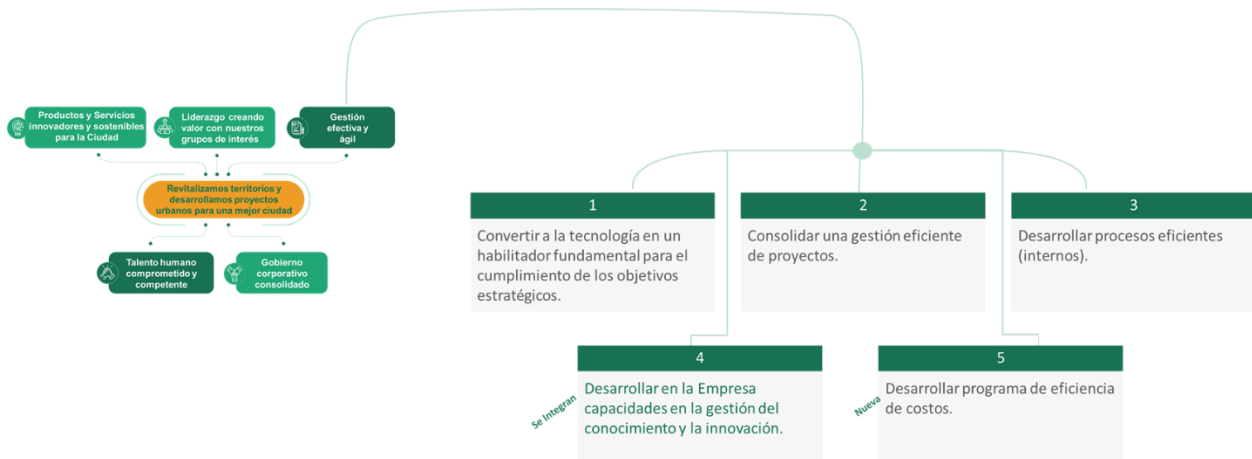 Productos y Servicios
innovadores y sostenibles
para la Ciudad
Liderazgo creando
valor con nuestros
grupos de interés
Gestión
efectiva y
ágil
Revitalizamos territorios y
desarrollamos proyectos
urbanos para una mejor ciudad
Talento humano
comprometido y
competente
Gobierno
corporativo
consolidado
1
Convertir a la tecnología en un
habilitador fundamental para el
cumplimiento de los objetivos
estratégicos.
2
Consolidar una gestión eficiente
de proyectos.
3
Desarrollar procesos eficientes
(internos).
4
Se Integran
Desarrollar en la Empresa
capacidades en la gestión del
conocimiento y la innovación.
5
Nueva
Desarrollar programa de eficiencia
de costos.